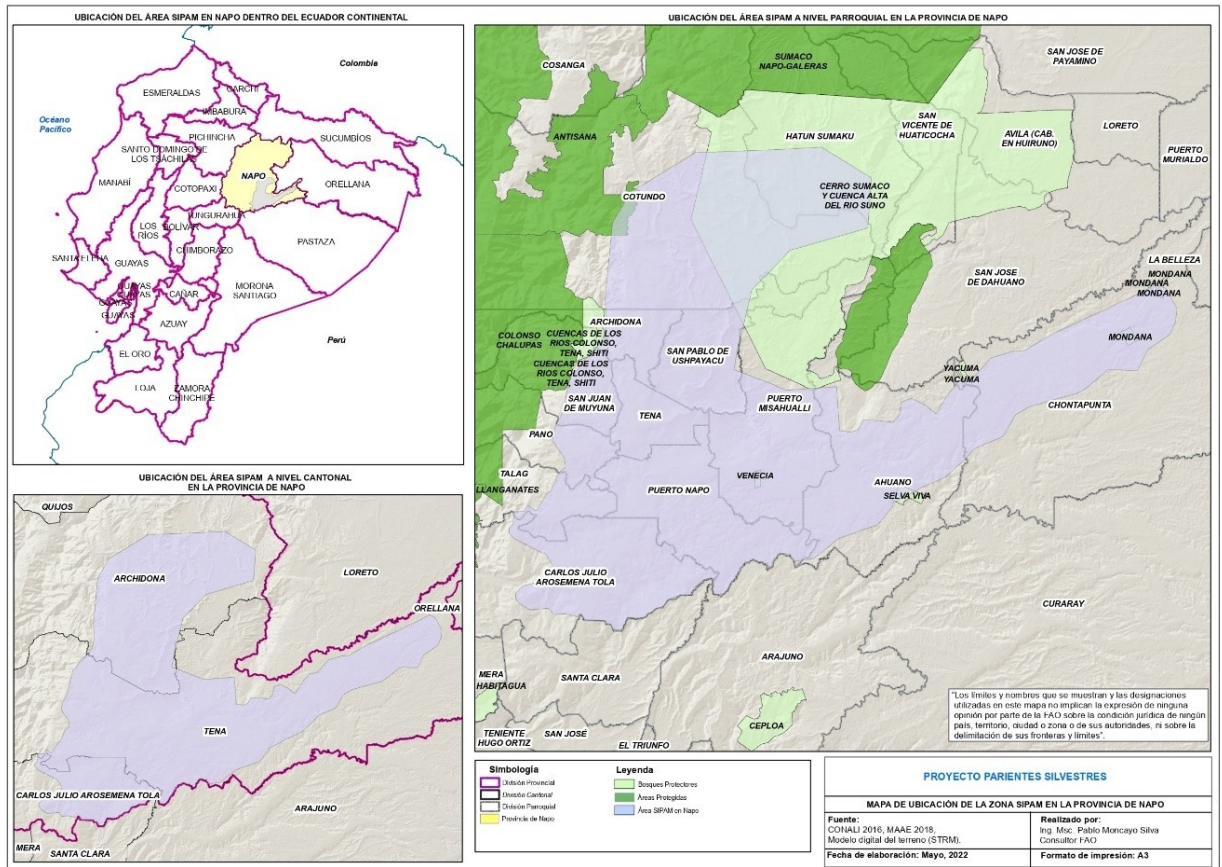 UBICACIÓN DEL ÁREA SIPAM EN NAPO DENTRO DEL ECUADOR CONTINENTAL
Colombia
Océano
Pacífico
ESMERALDAS
CARCHI
IMBABURA
SUCUMBÍOS
PICHINCHA
SANTO DOMINGO DE
LOS TSÁCHILAS
NAPO
MANABÍ
COTOPAXI
ORELLANA
TUNGURAHUA
LOS
RÍOS
BOLÍVAR
PASTAZA
SANTA ELENA
GUAYAS
CHIMBORAZO
GUAYAS
GUAYAS
GUAYAS
GUAYAS
CAÑAR
MORONA
SANTIAGO
AZUAY
Perú
EL ORO
LOJA
ZAMORA
CHINCHIPE
UBICACIÓN DEL ÁREA SIPAM A NIVEL CANTONAL
EN LA PROVINCIA DE NAPO
QUIJOS
ARCHIDONA
LORETO
ORELLANA
TENA
CARLOS JULIO AROSEMENA TOLA
ARAJUNO
MERA
SANTA CLARA
UBICACIÓN DEL ÁREA SIPAM A NIVEL PARROQUIAL EN LA PROVINCIA DE NAPO
COSANGA
SUMACO
NAPO-GALERAS
SAN JOSE DE
PAYAMINO
ANTISANA
HATUN SUMAKU
SAN
VICENTE DE
HUATICOCHA
AVILA (CAB.
EN HUIRUNO)
LORETO
PUERTO
MURIALDO
COTUNDO
CERRO SUMACO
Y CUENCA ALTA
DEL RIO SUNO
LA BELLEZA
SAN JOSE
DE DAHUANO
MONDANA
MONDANA
MONDANA
ARCHIDONA
COLONSO
CHALUPAS
CUENCAS DE LOS
RIOS COLONSO,
TENA, SHITI
CUENCAS DE LOS
RIOS COLONSO,
TENA, SHITI
SAN PABLO DE
USHPAYACU
MONDANA
YACUMA
YACUMA
SAN JUAN
DE MUYUNA
TENA
PUERTO
MISAHUALLI
CHONTAPUNTA
PANO
TALAG
LLANGANATES
PUERTO NAPO
VENECIA
AHUANO
SELVA VIVA
CARLOS JULIO
AROSEMENA TOLA
CURARAY
ARAJUNO
MERA
HABITAGUA
SANTA CLARA
CEPLOA
TENIENTE
HUGO ORTIZ
SAN JOSÉ
EL TRIUNFO
"Los límites y nombres que se muestran y las designaciones
utilizadas en este mapa no implican la expresión de ninguna
opinión por parte de la FAO sobre la condición jurídica de ningún
país, territorio, ciudad o zona o de sus autoridades, ni sobre la
delimitación de sus fronteras y límites".
Simbología
División Provincial
División Cantonal
División Parroquial
Provincia de Napo
Leyenda
Bosques Protectores
Áreas Protegidas
Área SIPAM en Napo
PROYECTO PARIENTES SILVESTRES
MAPA DE UBICACIÓN DE LA ZONA SIPAM EN LA PROVINCIA DE NAPO
Fuente:
CONALI 2016, MAAE 2018,
Modelo digital del terreno (STRM).
Realizado por:
Ing. Msc. Pablo Moncayo Silva
Consultor FAO
Fecha de elaboración: Mayo, 2022
Formato de impresión: A3